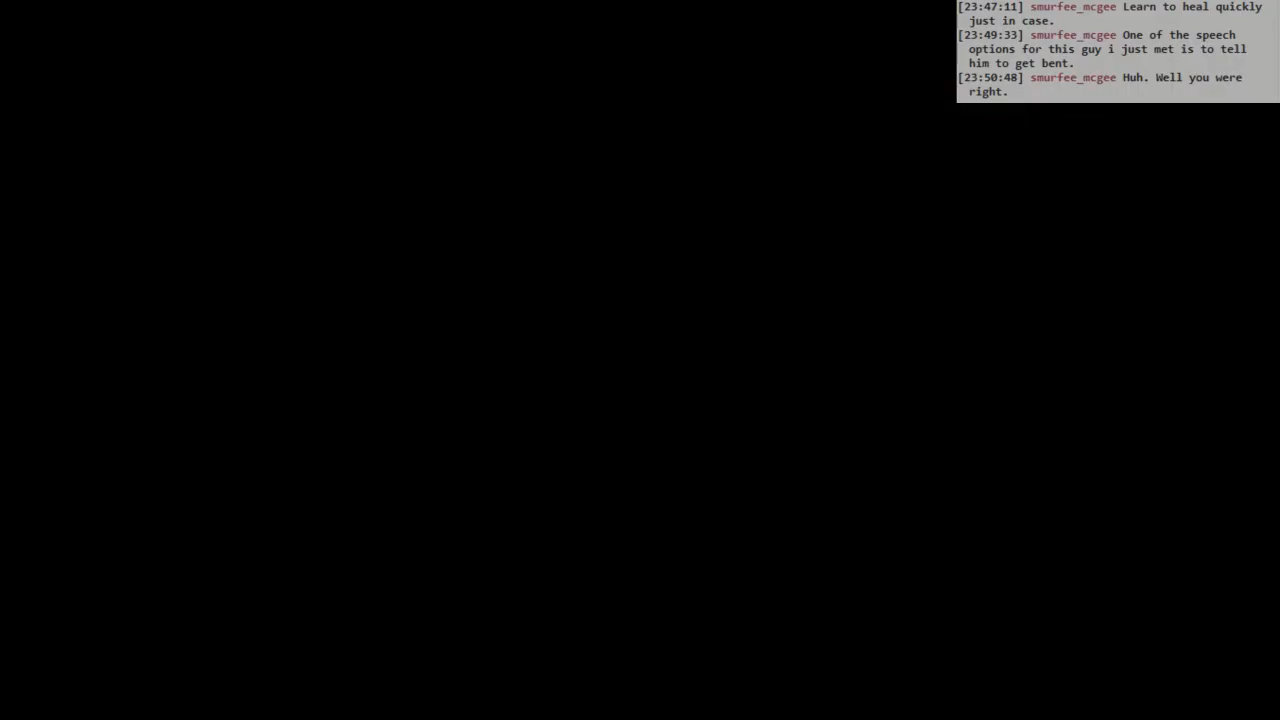 [23:47:11] smurfee_mcgee Learn to heal quickly
just in case.
[23:49:33] smurfee_mcgee One of the speech
options for this guy i just met is to tell
him to get bent.
[23:50:48] smurfee_mcgee Huh. Well you were
right.